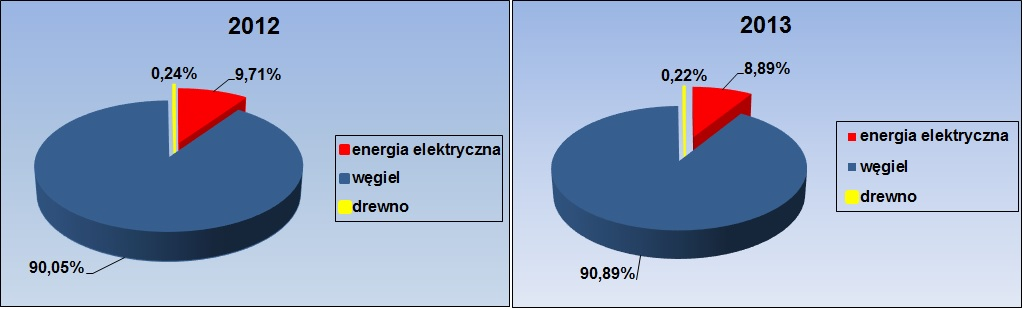 2012
0,24%
9,71%
energia elektryczna
węgiel
drewno
90,05%
2013
0,22%
8,89%
energia elektryczna
węgiel
drewno
90,89%